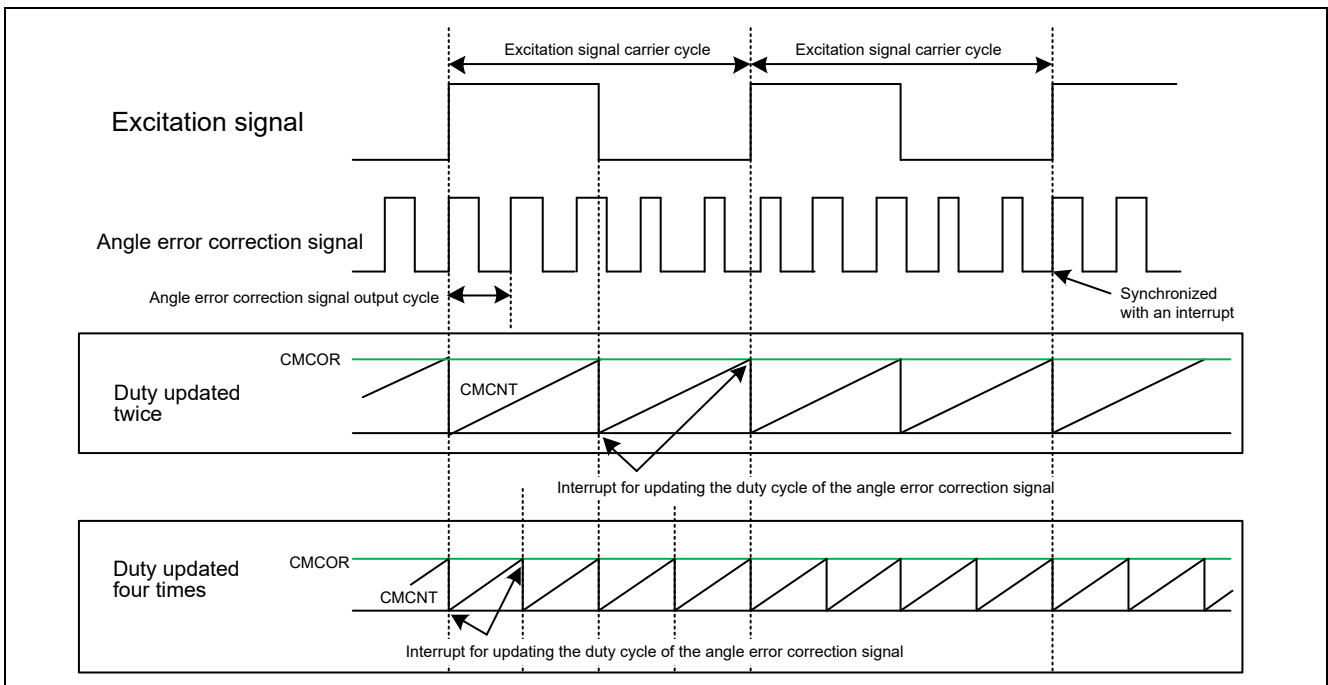 Excitation signal carrier cycle
Excitation signal carrier cycle
Excitation signal
Angle error correction signal
Angle error correction signal output cycle
Synchronized
with an interrupt
CMCOR
Duty updated
twice
CMCNT
Interrupt for updating the duty cycle of the angle error correction signal
Duty updated
four times
CMCOR
CMCNT
Interrupt for updating the duty cycle of the angle error correction signal